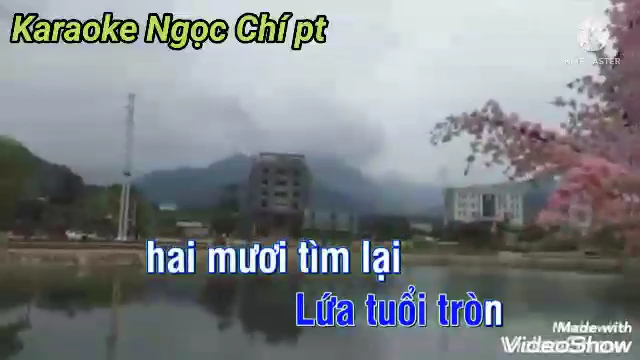 Karaoke Ngọc Chí pt
hai mươi tìm lại
Lứa tuổi tròn
Made with
VideoShow